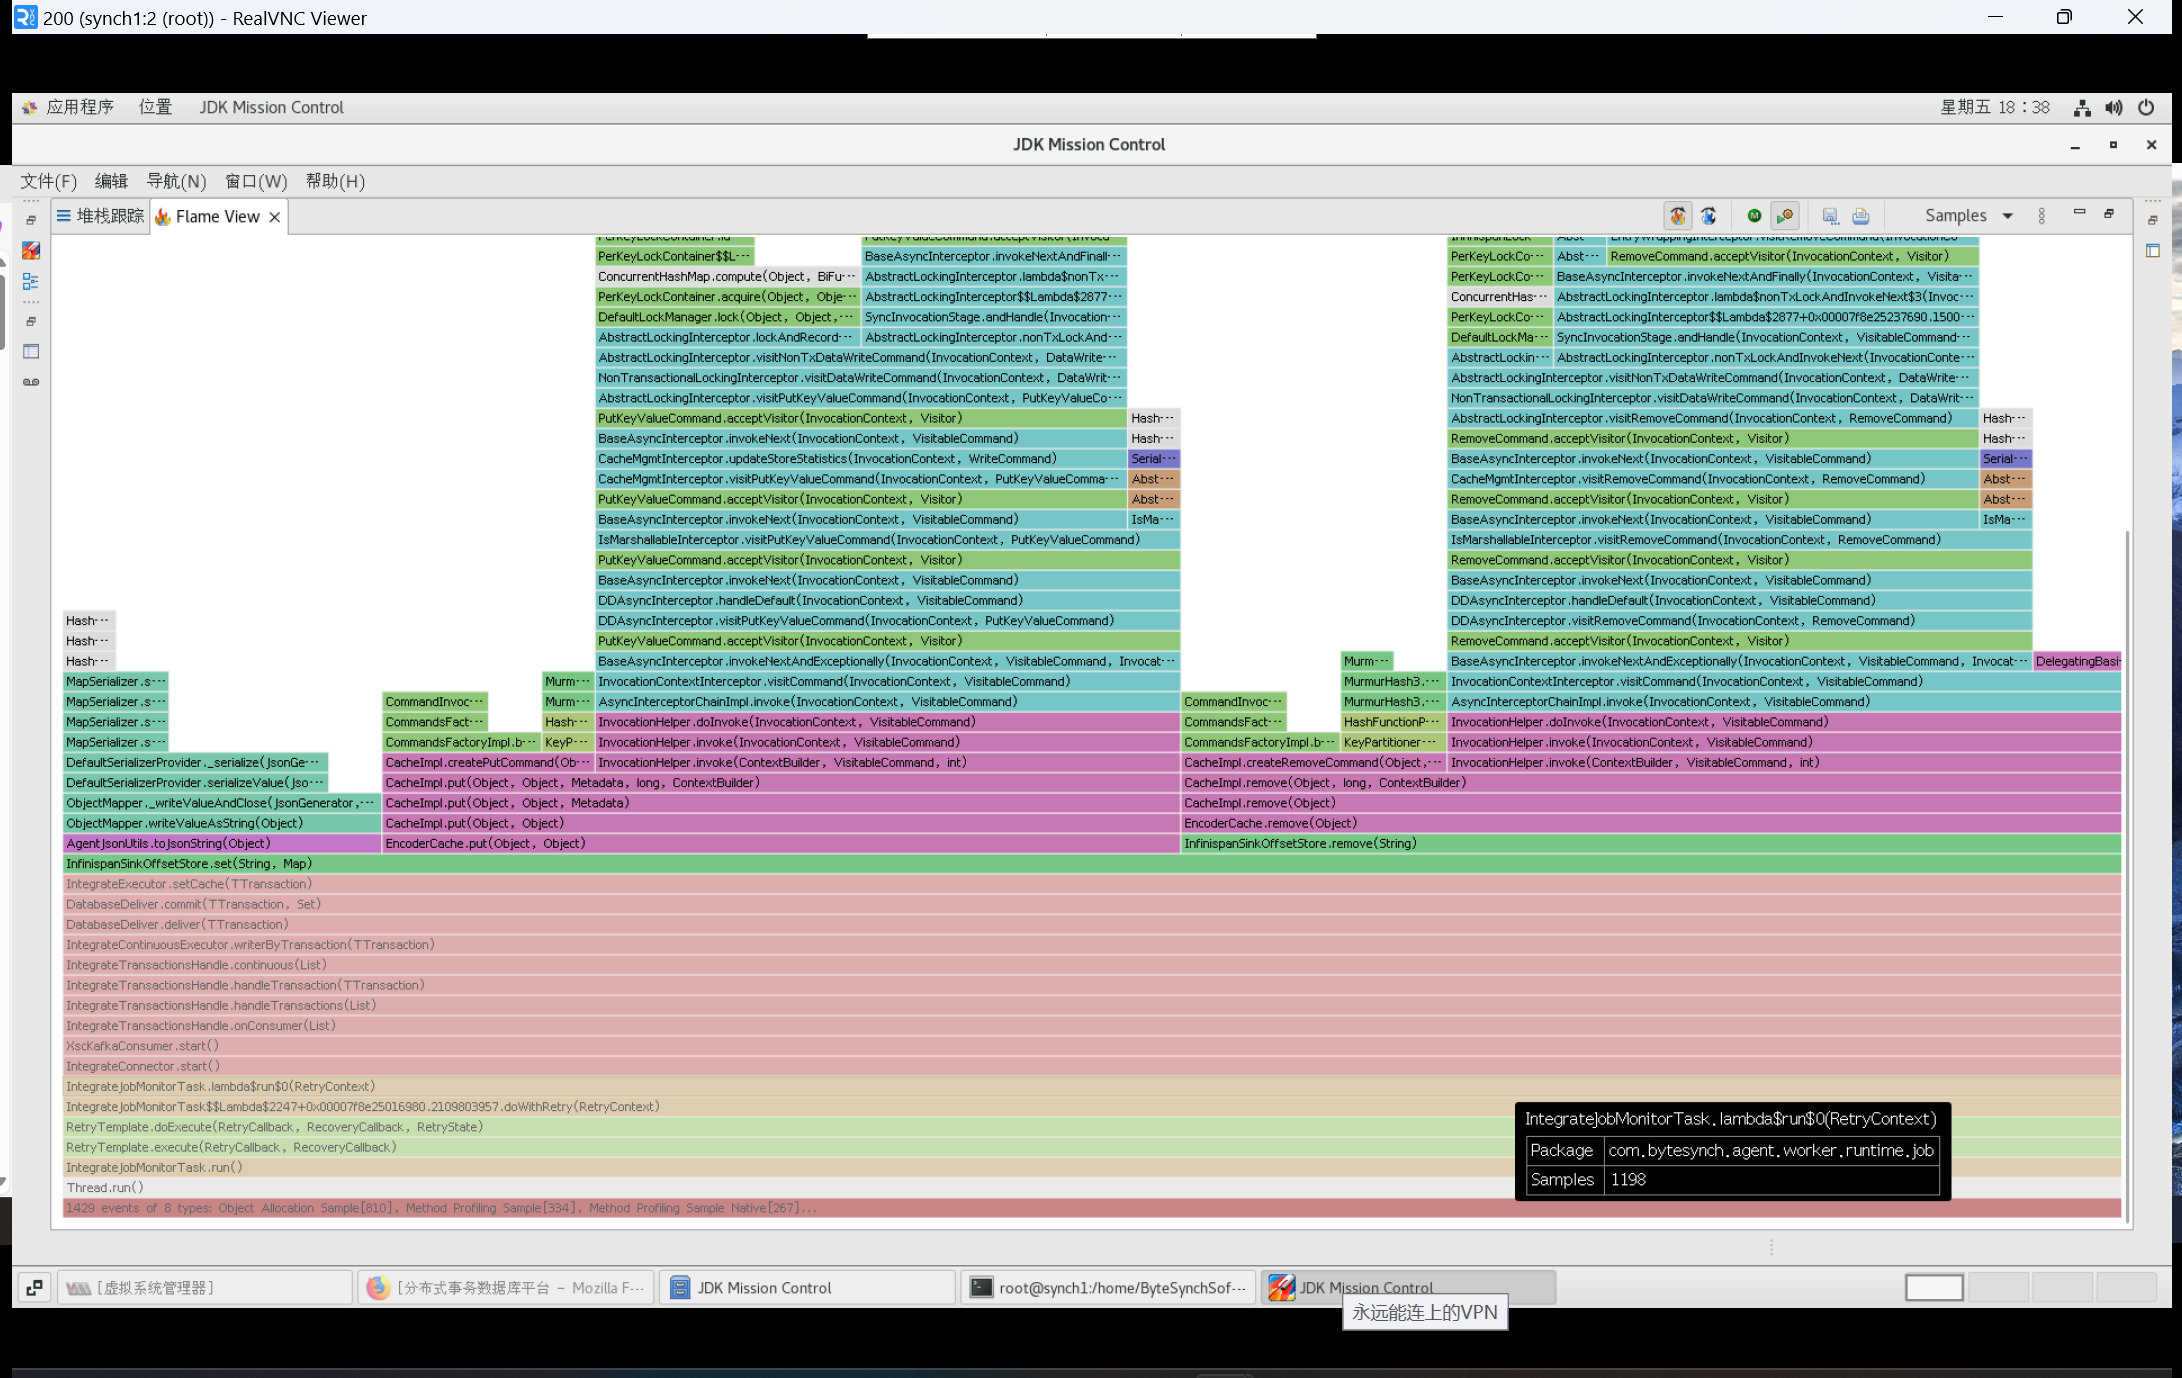 200 (synch1:2 (root)) - RealVNC Viewer
应用程序 位置 JDK Mission Control 星期五 18：38
JDK Mission Control
文件(F) 编辑 导航(N) 窗口(W) 帮助(H)
堆栈跟踪 Flame View Samples
PerKeyLockContainer$$L··· BaseAsyncInterceptor.invokeNextAndFinall··· PerKeyLockCo··· Abst··· RemoveCommand.acceptVisitor(InvocationContext, Visitor)
ConcurrentHashMap.compute(Object, BiFu··· AbstractLockingInterceptor.lambda$nonTx··· PerKeyLockCo··· BaseAsyncInterceptor.invokeNextAndFinally(InvocationContext, Visita···
PerKeyLockContainer.acquire(Object, Obje··· AbstractLockingInterceptor$$Lambda$2877··· ConcurrentHas··· AbstractLockingInterceptor.lambda$nonTxLockAndInvokeNext$3(Invoc···
DefaultLockManager.lock(Object, Object,··· SyncInvocationStage.andHandle(Invocation··· PerKeyLockCo··· AbstractLockingInterceptor$$Lambda$2877+0x00007f8e25237690.1500···
AbstractLockingInterceptor.lockAndRecord··· AbstractLockingInterceptor.nonTxLockAnd··· DefaultLockMa··· SyncInvocationStage.andHandle(InvocationContext, VisitableCommand···
AbstractLockingInterceptor.visitNonTxDataWriteCommand(InvocationContext, DataWrite··· AbstractLockin··· AbstractLockingInterceptor.nonTxLockAndInvokeNext(InvocationConte···
NonTransactionalLockingInterceptor.visitDataWriteCommand(InvocationContext, DataWrit··· AbstractLockingInterceptor.visitNonTxDataWriteCommand(InvocationContext, DataWrite···
AbstractLockingInterceptor.visitPutKeyValueCommand(InvocationContext, PutKeyValueCo··· NonTransactionalLockingInterceptor.visitDataWriteCommand(InvocationContext, DataWrit···
PutKeyValueCommand.acceptVisitor(InvocationContext, Visitor) Hash··· AbstractLockingInterceptor.visitRemoveCommand(InvocationContext, RemoveCommand) Hash···
BaseAsyncInterceptor.invokeNext(InvocationContext, VisitableCommand) Hash··· RemoveCommand.acceptVisitor(InvocationContext, Visitor) Hash···
CacheMgmtInterceptor.updateStoreStatistics(InvocationContext, WriteCommand) Serial··· BaseAsyncInterceptor.invokeNext(InvocationContext, VisitableCommand) Serial···
CacheMgmtInterceptor.visitPutKeyValueCommand(InvocationContext, PutKeyValueComma··· Abst··· CacheMgmtInterceptor.visitRemoveCommand(InvocationContext, RemoveCommand) Abst···
PutKeyValueCommand.acceptVisitor(InvocationContext, Visitor) Abst··· RemoveCommand.acceptVisitor(InvocationContext, Visitor) Abst···
BaseAsyncInterceptor.invokeNext(InvocationContext, VisitableCommand) IsMa··· BaseAsyncInterceptor.invokeNext(InvocationContext, VisitableCommand) IsMa···
IsMarshallableInterceptor.visitPutKeyValueCommand(InvocationContext, PutKeyValueCommand) IsMarshallableInterceptor.visitRemoveCommand(InvocationContext, RemoveCommand)
PutKeyValueCommand.acceptVisitor(InvocationContext, Visitor) RemoveCommand.acceptVisitor(InvocationContext, Visitor)
BaseAsyncInterceptor.invokeNext(InvocationContext, VisitableCommand) BaseAsyncInterceptor.invokeNext(InvocationContext, VisitableCommand)
DDAsyncInterceptor.handleDefault(InvocationContext, VisitableCommand) DDAsyncInterceptor.handleDefault(InvocationContext, VisitableCommand)
Hash··· DDAsyncInterceptor.visitPutKeyValueCommand(InvocationContext, PutKeyValueCommand) DDAsyncInterceptor.visitRemoveCommand(InvocationContext, RemoveCommand)
Hash··· PutKeyValueCommand.acceptVisitor(InvocationContext, Visitor) RemoveCommand.acceptVisitor(InvocationContext, Visitor)
Hash··· BaseAsyncInterceptor.invokeNextAndExceptionally(InvocationContext, VisitableCommand, Invocat··· Murm··· BaseAsyncInterceptor.invokeNextAndExceptionally(InvocationContext, VisitableCommand, Invocat··· DelegatingBasi
MapSerializer.s··· Murm··· InvocationContextInterceptor.visitCommand(InvocationContext, VisitableCommand) MurmurHash3.··· InvocationContextInterceptor.visitCommand(InvocationContext, VisitableCommand)
MapSerializer.s··· CommandInvoc··· Murm··· AsyncInterceptorChainImpl.invoke(InvocationContext, VisitableCommand) CommandInvoc··· MurmurHash3.··· AsyncInterceptorChainImpl.invoke(InvocationContext, VisitableCommand)
MapSerializer.s··· CommandsFact··· Hash··· InvocationHelper.doInvoke(InvocationContext, VisitableCommand) CommandsFact··· HashFunctionP··· InvocationHelper.doInvoke(InvocationContext, VisitableCommand)
MapSerializer.s··· CommandsFactoryImpl.b··· KeyP··· InvocationHelper.invoke(InvocationContext, VisitableCommand) CommandsFactoryImpl.b··· KeyPartitioner··· InvocationHelper.invoke(InvocationContext, VisitableCommand)
DefaultSerializerProvider._serialize(JsonGe··· CacheImpl.createPutCommand(Ob··· InvocationHelper.invoke(ContextBuilder, VisitableCommand, int) CacheImpl.createRemoveCommand(Object,··· InvocationHelper.invoke(ContextBuilder, VisitableCommand, int)
DefaultSerializerProvider.serializeValue(Jso··· CacheImpl.put(Object, Object, Metadata, long, ContextBuilder) CacheImpl.remove(Object, long, ContextBuilder)
ObjectMapper._writeValueAndClose(JsonGenerator,··· CacheImpl.put(Object, Object, Metadata) CacheImpl.remove(Object)
ObjectMapper.writeValueAsString(Object) CacheImpl.put(Object, Object) EncoderCache.remove(Object)
AgentJsonUtils.toJsonString(Object) EncoderCache.put(Object, Object) InfinispanSinkOffsetStore.remove(String)
InfinispanSinkOffsetStore.set(String, Map)
IntegrateExecutor.setCache(TTransaction)
DatabaseDeliver.commit(TTransaction, Set)
DatabaseDeliver.deliver(TTransaction)
IntegrateContinuousExecutor.writerByTransaction(TTransaction)
IntegrateTransactionsHandle.continuous(List)
IntegrateTransactionsHandle.handleTransaction(TTransaction)
IntegrateTransactionsHandle.handleTransactions(List)
IntegrateTransactionsHandle.onConsumer(List)
XscKafkaConsumer.start()
IntegrateConnector.start()
IntegrateJobMonitorTask.lambda$run$0(RetryContext)
IntegrateJobMonitorTask$$Lambda$2247+0x00007f8e25016980.2109803957.doWithRetry(RetryContext)
RetryTemplate.doExecute(RetryCallback, RecoveryCallback, RetryState)
RetryTemplate.execute(RetryCallback, RecoveryCallback)
IntegrateJobMonitorTask.run()
Thread.run()
1429 events of 8 types: Object Allocation Sample[810], Method Profiling Sample[334], Method Profiling Sample Native[267]...
IntegrateJobMonitorTask.lambda$run$0(RetryContext)
Package com.bytesynch.agent.worker.runtime.job
Samples 1198
[虚拟系统管理器] [分布式事务数据库平台 – Mozilla F··· JDK Mission Control root@synch1:/home/ByteSynchSof··· JDK Mission Control
永远能连上的VPN